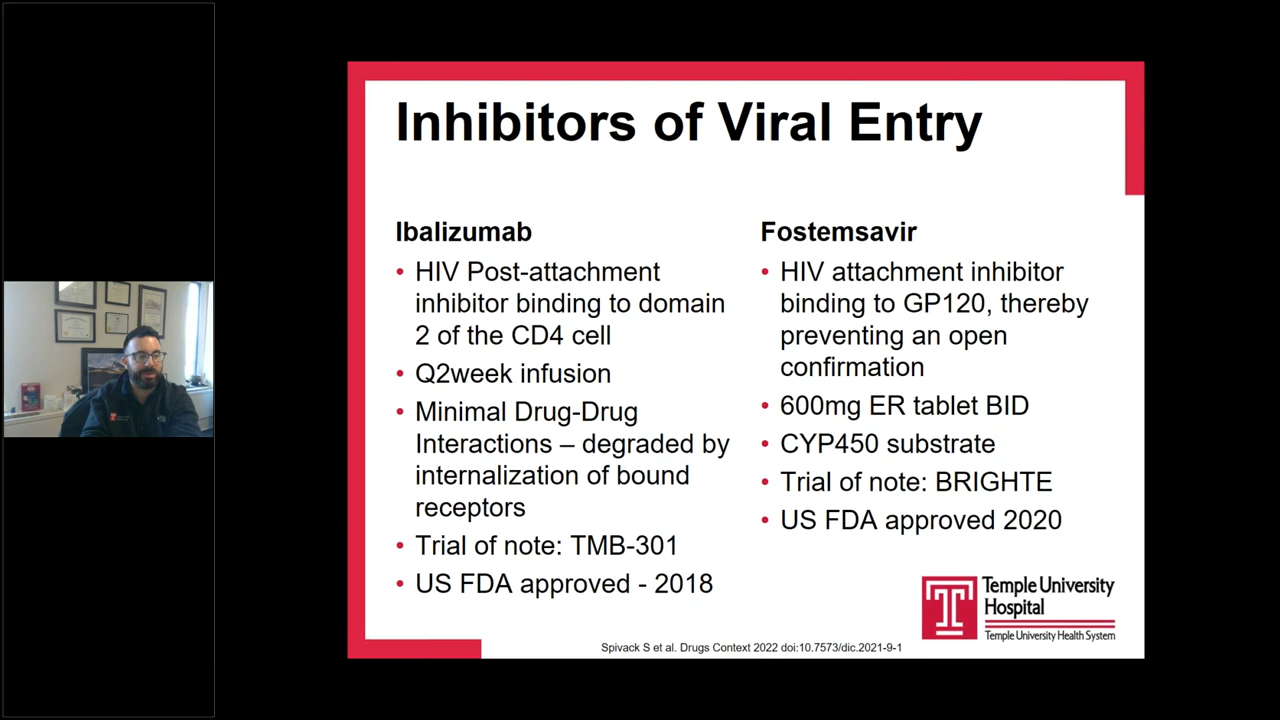 Inhibitors of Viral Entry
Ibalizumab
• HIV Post-attachment
inhibitor binding to domain
2 of the CD4 cell
• Q2week infusion
• Minimal Drug-Drug
Interactions – degraded by
internalization of bound
receptors
• Trial of note: TMB-301
• US FDA approved - 2018
Fostemsavir
• HIV attachment inhibitor
binding to GP120, thereby
preventing an open
confirmation
• 600mg ER tablet BID
• CYP450 substrate
• Trial of note: BRIGHTE
• US FDA approved 2020
Temple University
Hospital
Temple University Health System
Spivack S et al. Drugs Context 2022 doi:10.7573/dic.2021-9-1